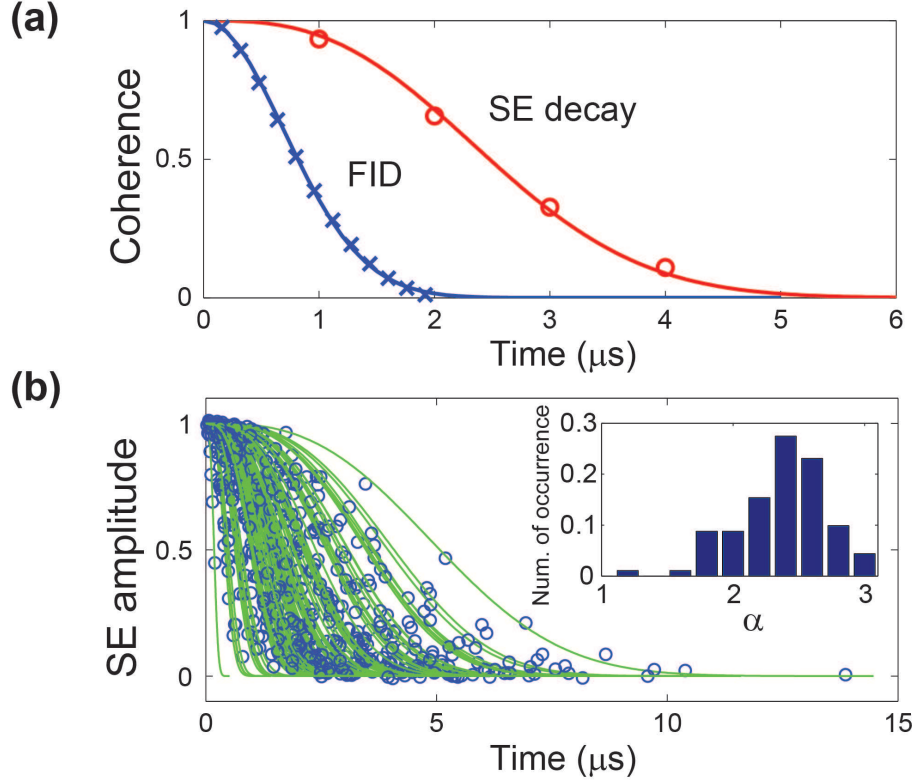 (a)
Coherence
1
0.5
0
SE decay
FID
0 1 2 3 4 5 6
Time (μs)
(b)
SE amplitude
1
0.5
0
0 5 10 15
Time (μs)
Num. of occurrence
0.3
0.2
0.1
0
1 2 3
α